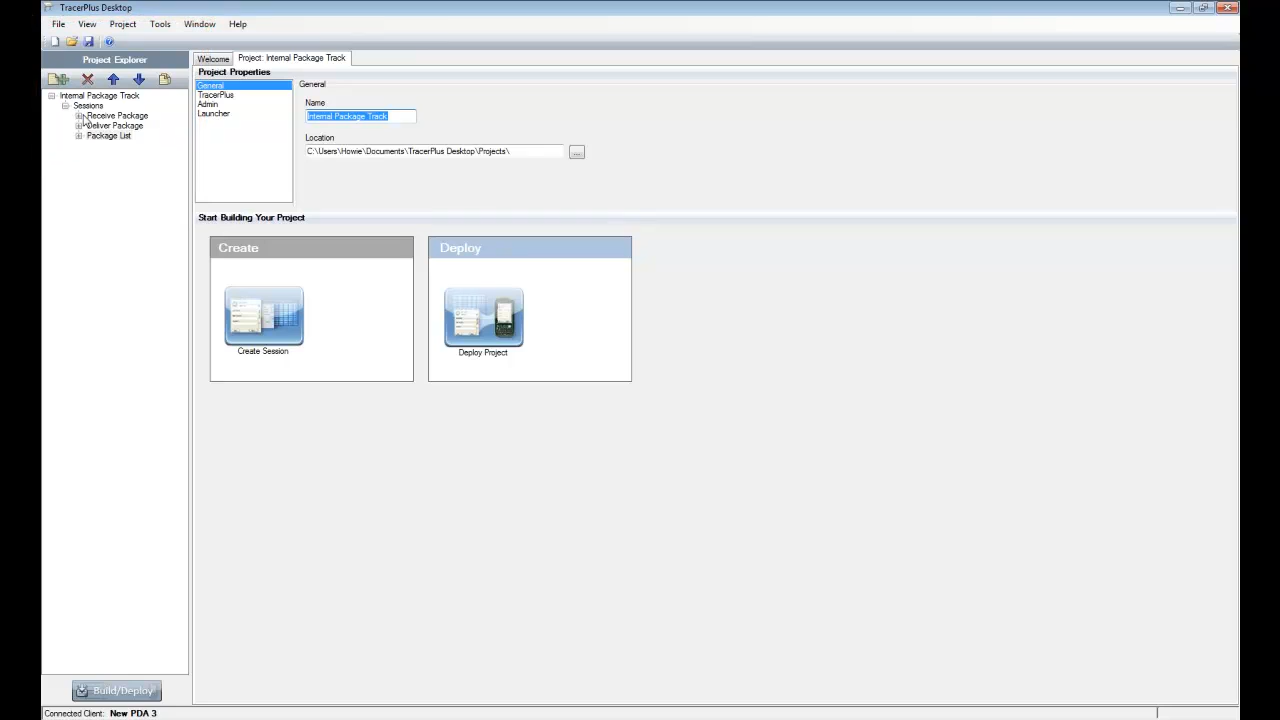 TracerPlus Desktop
File View Project Tools Window Help
Project Explorer
Internal Package Track
Sessions
Receive Package
Deliver Package
Package List
Welcome Project: Internal Package Track
Project Properties
General
TracerPlus
Admin
Launcher
General
Name
Internal Package Track
Location
C:\Users\Howie\Documents\TracerPlus Desktop\Projects\
...
Start Building Your Project
Create
Create Session
Deploy
Deploy Project
Build/Deploy
Connected Client: New PDA 3